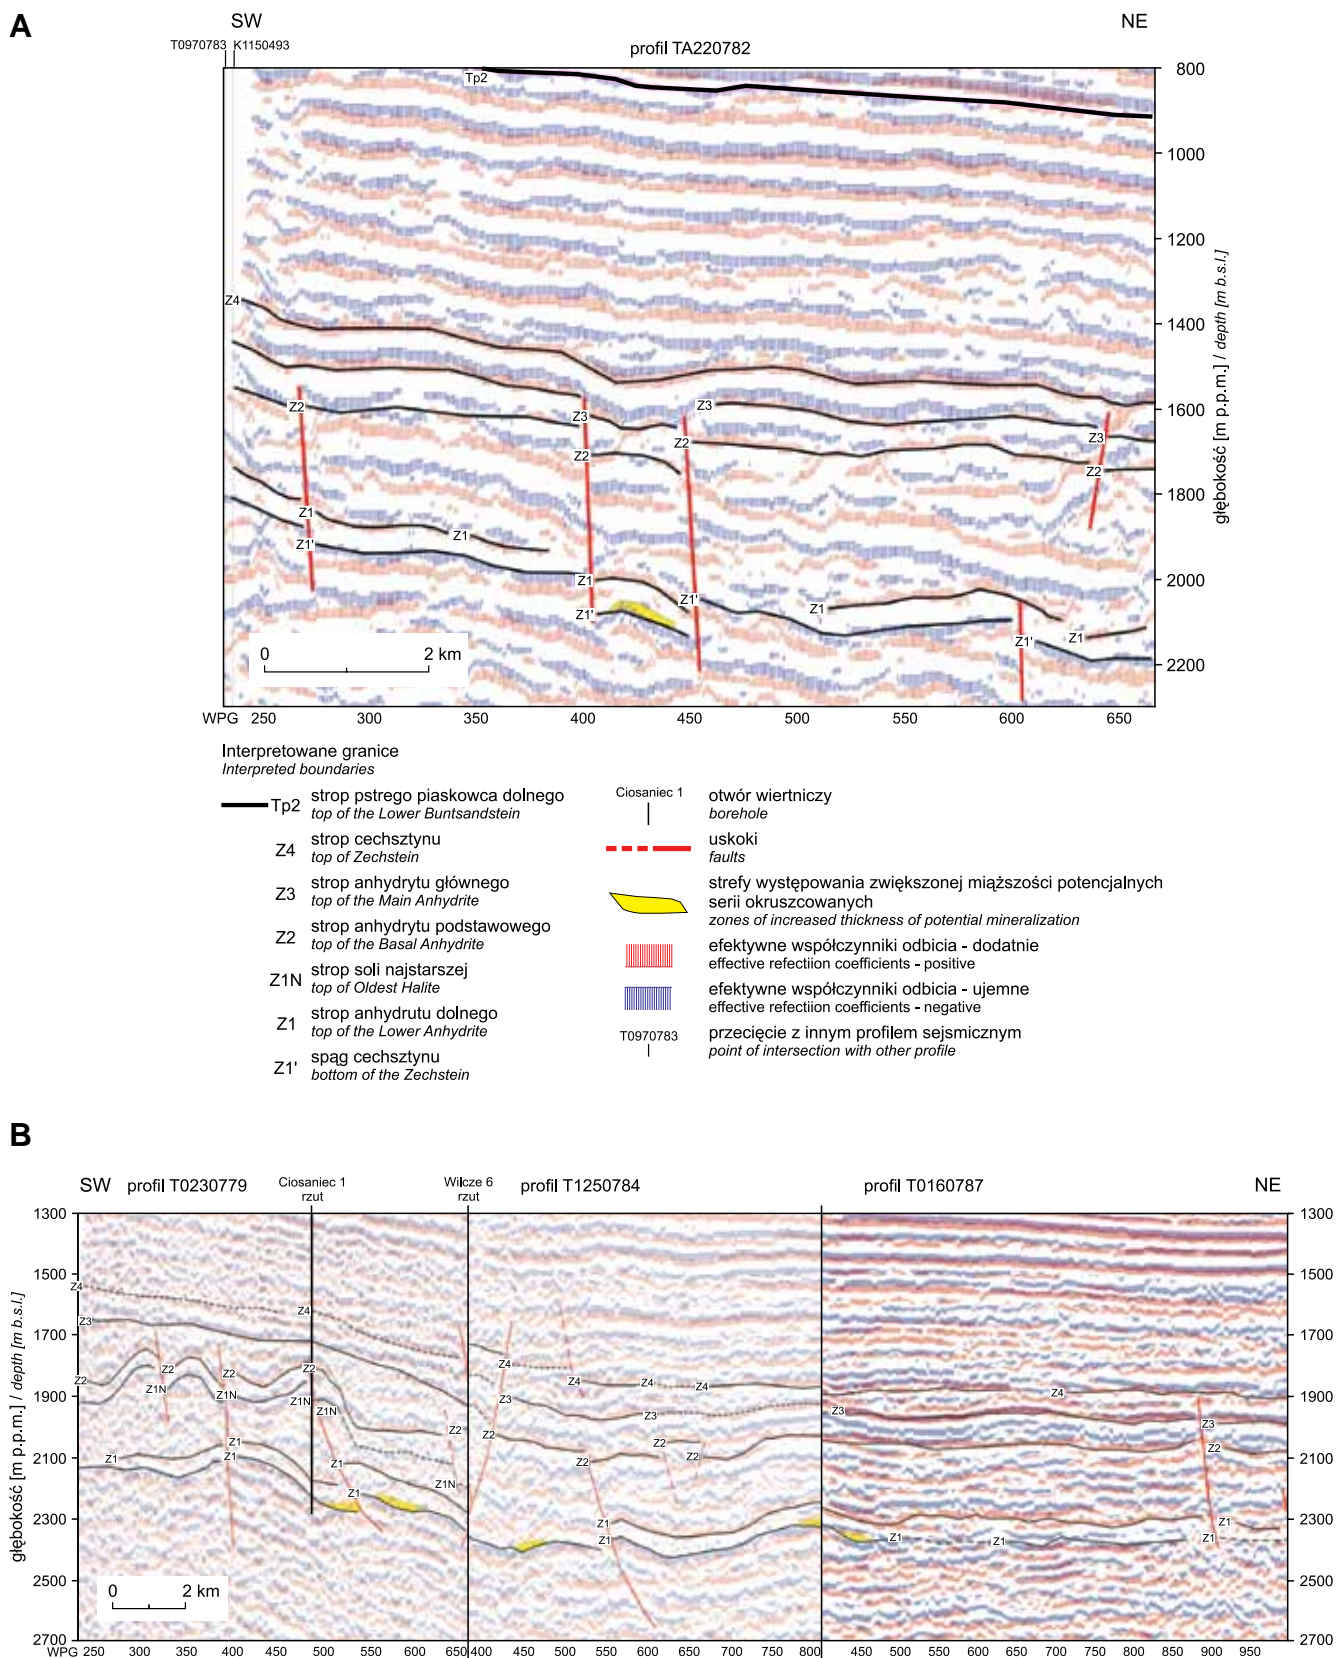 A
SW
NE
T0970783 K1150493
profil TA220782
Tp2
800
1000
1200
Z4
1400
Z2
Z3
Z3
1600
Z3
Z2
Z2
Z2
1800
Z1
Z1
Z1'
Z1
2000
Z1'
Z1'
Z1
Z1'
Z1
2200
głębokość [m p.p.m.] / depth [m b.s.l.]
0 2 km
WPG 250 300 350 400 450 500 550 600 650
Interpretowane granice
Interpreted boundaries
Tp2 strop pstrego piaskowca dolnego
top of the Lower Buntsandstein
Z4 strop cechsztynu
top of Zechstein
Z3 strop anhydrytu głównego
top of the Main Anhydrite
Z2 strop anhydrytu podstawowego
top of the Basal Anhydrite
Z1N strop soli najstarszej
top of Oldest Halite
Z1 strop anhydrutu dolnego
top of the Lower Anhydrite
Z1' spąg cechsztynu
bottom of the Zechstein
Ciosaniec 1 otwór wiertniczy
borehole
uskoki
faults
strefy występowania zwiększonej miąższości potencjalnych
serii okruszcowanych
zones of increased thickness of potential mineralization
efektywne współczynniki odbicia - dodatnie
effective refectiion coefficients - positive
efektywne współczynniki odbicia - ujemne
effective refectiion coefficients - negative
T0970783 przecięcie z innym profilem sejsmicznym
point of intersection with other profile
B
SW profil T0230779 Ciosaniec 1 Wilcze 6 profil T1250784 profil T0160787 NE
rzut rzut
1300 1300
1500 1500
1700 1700
1900 1900
2100 2100
2300 2300
2500 2500
2700 2700
głębokość [m p.p.m.] / depth [m b.s.l.]
Z4 Z4 Z4 Z4 Z4 Z4 Z4
Z3 Z3 Z3 Z3 Z3
Z2 Z2 Z2 Z2 Z2 Z2 Z2 Z2 Z2 Z2
Z1N Z1N Z1N Z1N Z1N
Z1 Z1 Z1 Z1 Z1 Z1 Z1 Z1 Z1 Z1 Z1
0 2 km
WPG 250 300 350 400 450 500 550 600 650 400 450 500 550 600 650 700 750 800 450 500 550 600 650 700 750 800 850 900 950